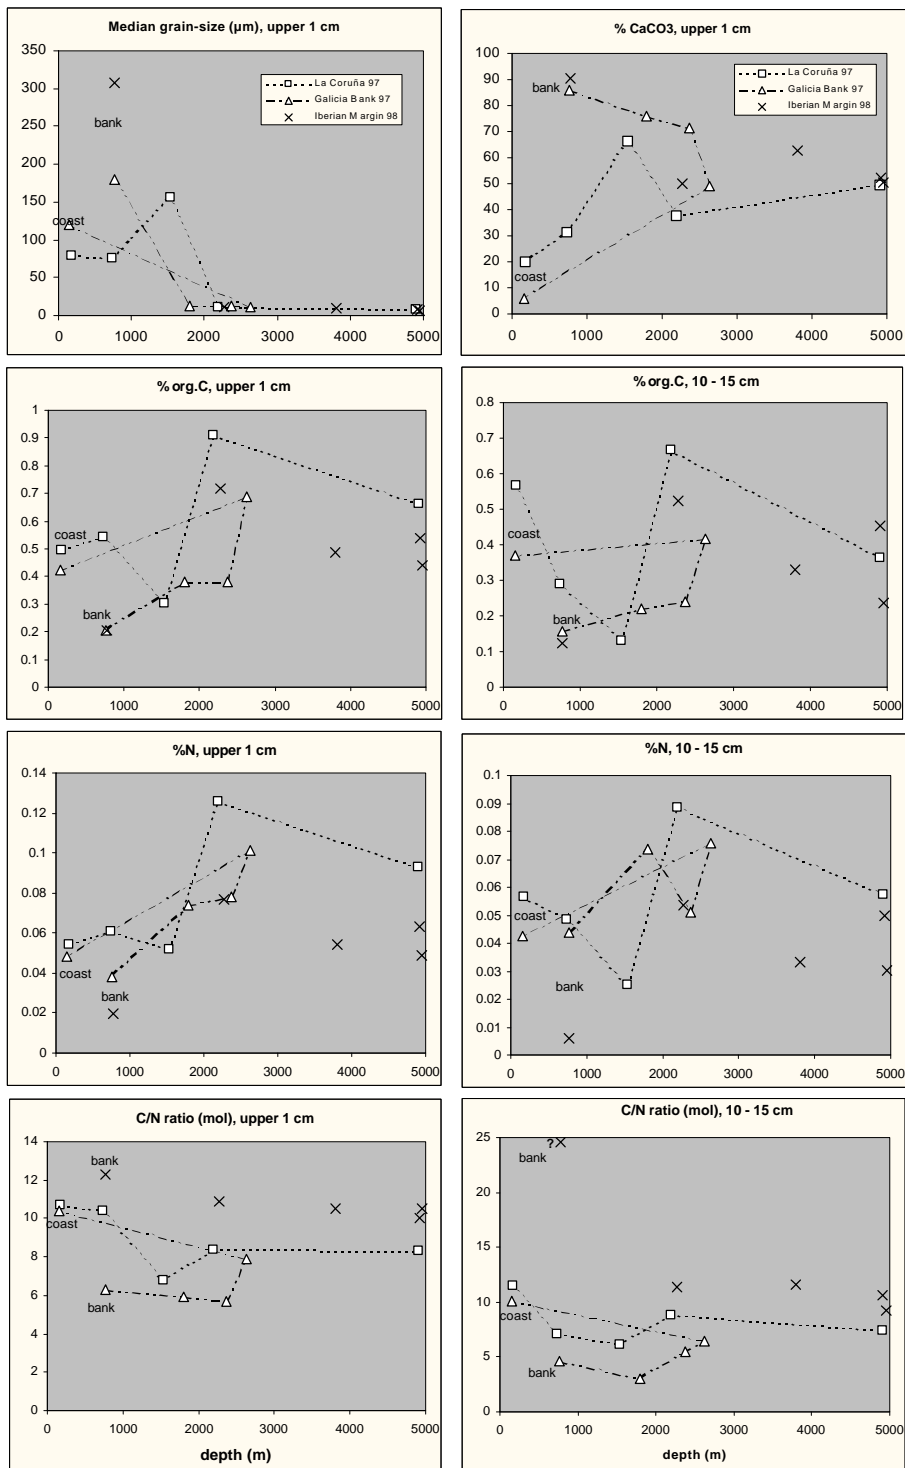 Median grain-size (µm), upper 1 cm
350
300
250
200
150
100
50
0
0 1000 2000 3000 4000 5000
La Coruña 97
Galicia Bank 97
Iberian M argin 98
bank
coast
% CaCO3, upper 1 cm
100
90
80
70
60
50
40
30
20
10
0
0 1000 2000 3000 4000 5000
La Coruña 97
Galicia Bank 97
Iberian M argin 98
bank
coast
% org.C, upper 1 cm
1
0.9
0.8
0.7
0.6
0.5
0.4
0.3
0.2
0.1
0
0 1000 2000 3000 4000 5000
coast
bank
% org.C, 10 - 15 cm
0.8
0.7
0.6
0.5
0.4
0.3
0.2
0.1
0
0 1000 2000 3000 4000 5000
coast
bank
%N, upper 1 cm
0.14
0.12
0.1
0.08
0.06
0.04
0.02
0
0 1000 2000 3000 4000 5000
coast
bank
%N, 10 - 15 cm
0.1
0.09
0.08
0.07
0.06
0.05
0.04
0.03
0.02
0.01
0
0 1000 2000 3000 4000 5000
coast
bank
C/N ratio (mol), upper 1 cm
14
12
10
8
6
4
2
0
0 1000 2000 3000 4000 5000
bank
coast
bank
depth (m)
C/N ratio (mol), 10 - 15 cm
25
20
15
10
5
0
0 1000 2000 3000 4000 5000
?
bank
coast
bank
depth (m)